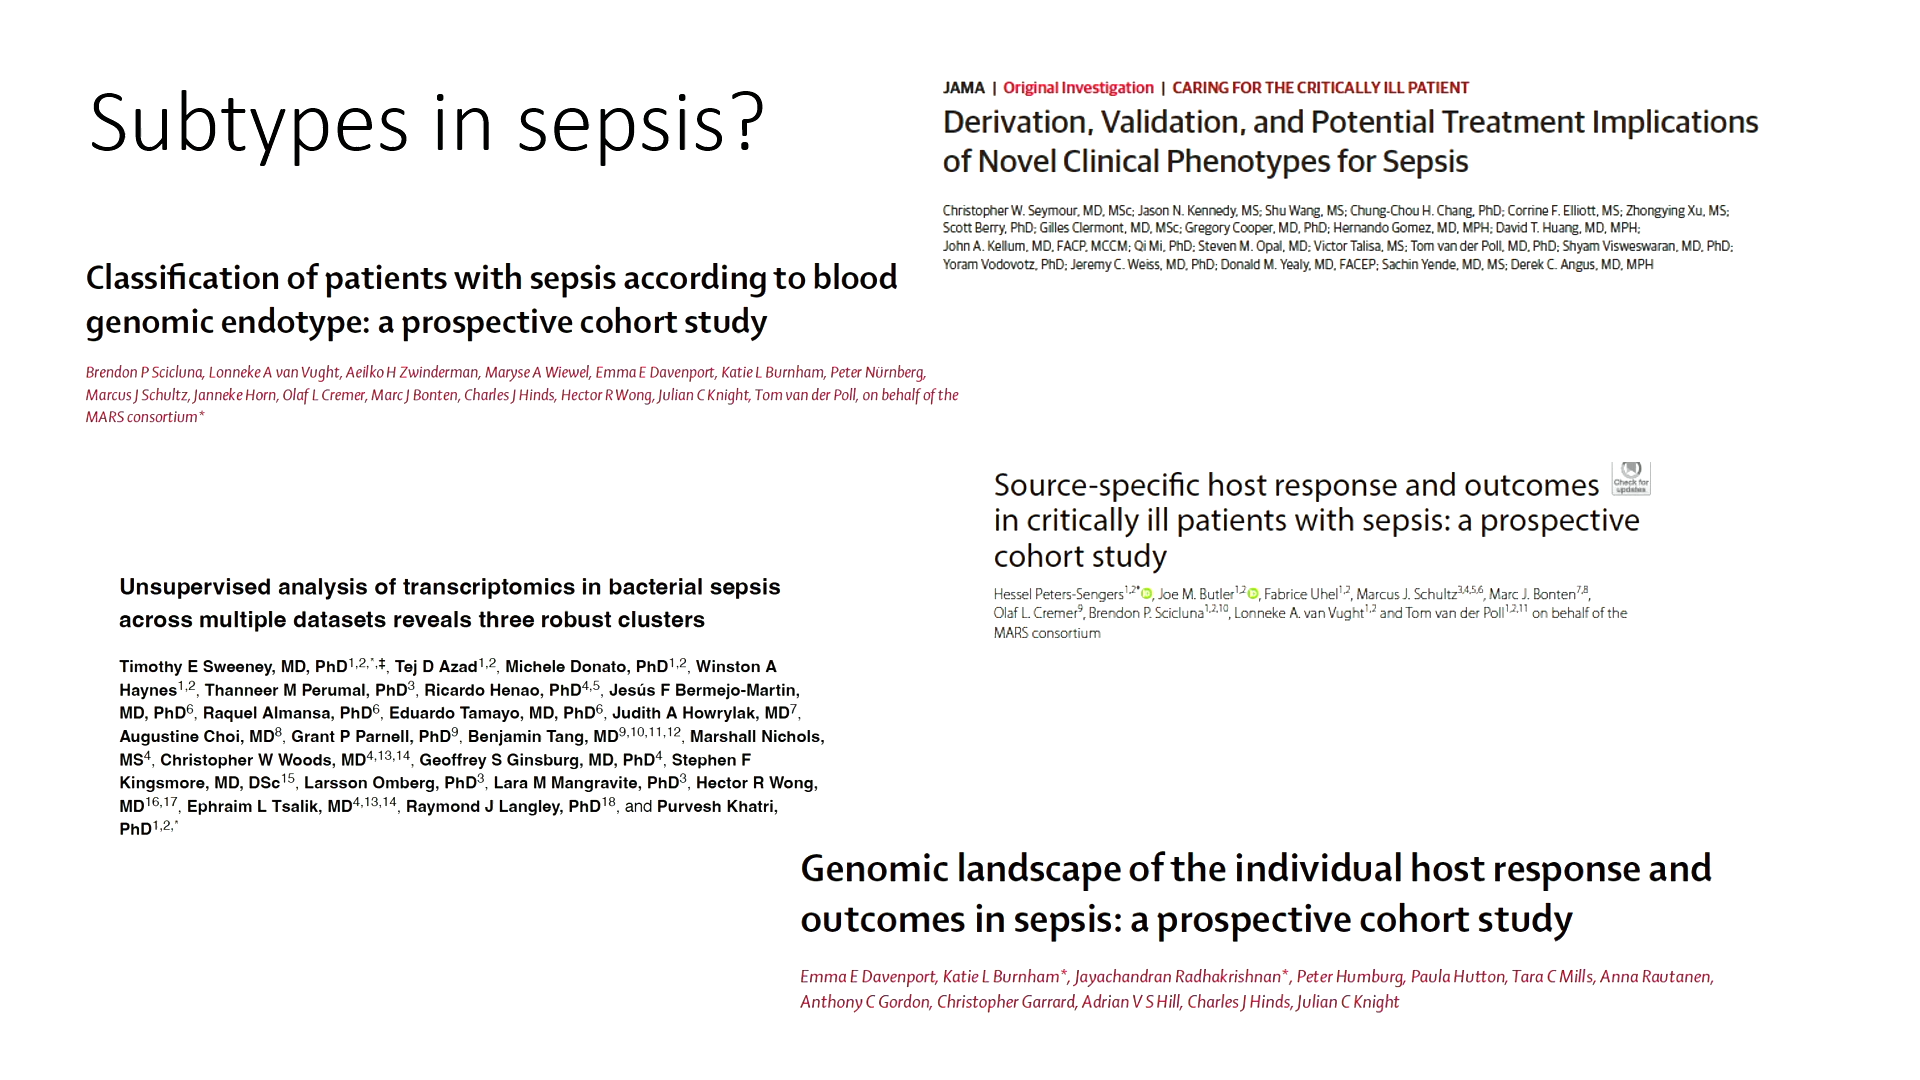 Subtypes in sepsis?
JAMA | Original Investigation | CARING FOR THE CRITICALLY ILL PATIENT
Derivation, Validation, and Potential Treatment Implications
of Novel Clinical Phenotypes for Sepsis
Christopher W. Seymour, MD, MSc; Jason N. Kennedy, MS; Shu Wang, MS; Chung-Chou H. Chang, PhD; Corrine F. Elliott, MS; Zhongying Xu, MS;
Scott Berry, PhD; Gilles Clermont, MD, MSc; Gregory Cooper, MD, PhD; Hernando Gomez, MD, MPH; David T. Huang, MD, MPH;
John A. Kellum, MD, FACP, MCCM; Qi Mi, PhD; Steven M. Opal, MD; Victor Talisa, MS; Tom van der Poll, MD, PhD; Shyam Visweswaran, MD, PhD;
Yoram Vodovotz, PhD; Jeremy C. Weiss, MD, PhD; Donald M. Yealy, MD, FACEP; Sachin Yende, MD, MS; Derek C. Angus, MD, MPH
Classification of patients with sepsis according to blood
genomic endotype: a prospective cohort study
Brendon P Scicluna, Lonneke A van Vught, Aeilko H Zwinderman, Maryse A Wiewel, Emma E Davenport, Katie L Burnham, Peter Nürnberg,
Marcus J Schultz, Janneke Horn, Olaf L Cremer, Marc J Bonten, Charles J Hinds, Hector R Wong, Julian C Knight, Tom van der Poll, on behalf of the
MARS consortium*
Source-specific host response and outcomes
in critically ill patients with sepsis: a prospective
cohort study
Check for
updates
Hessel Peters-Sengers1,2*, Joe M. Butler1,2, Fabrice Uhel1,2, Marcus J. Schultz3,4,5,6, Marc J. Bonten7,8,
Olaf L. Cremer9, Brendon P. Scicluna1,2,10, Lonneke A. van Vught1,2 and Tom van der Poll1,2,11 on behalf of the
MARS consortium
Unsupervised analysis of transcriptomics in bacterial sepsis
across multiple datasets reveals three robust clusters
Timothy E Sweeney, MD, PhD1,2,*,‡, Tej D Azad1,2, Michele Donato, PhD1,2, Winston A
Haynes1,2, Thanneer M Perumal, PhD3, Ricardo Henao, PhD4,5, Jesús F Bermejo-Martin,
MD, PhD6, Raquel Almansa, PhD6, Eduardo Tamayo, MD, PhD6, Judith A Howrylak, MD7,
Augustine Choi, MD8, Grant P Parnell, PhD9, Benjamin Tang, MD9,10,11,12, Marshall Nichols,
MS4, Christopher W Woods, MD4,13,14, Geoffrey S Ginsburg, MD, PhD4, Stephen F
Kingsmore, MD, DSc15, Larsson Omberg, PhD3, Lara M Mangravite, PhD3, Hector R Wong,
MD16,17, Ephraim L Tsalik, MD4,13,14, Raymond J Langley, PhD18, and Purvesh Khatri,
PhD1,2,*
Genomic landscape of the individual host response and
outcomes in sepsis: a prospective cohort study
Emma E Davenport, Katie L Burnham*, Jayachandran Radhakrishnan*, Peter Humburg, Paula Hutton, Tara C Mills, Anna Rautanen,
Anthony C Gordon, Christopher Garrard, Adrian V S Hill, Charles J Hinds, Julian C Knight